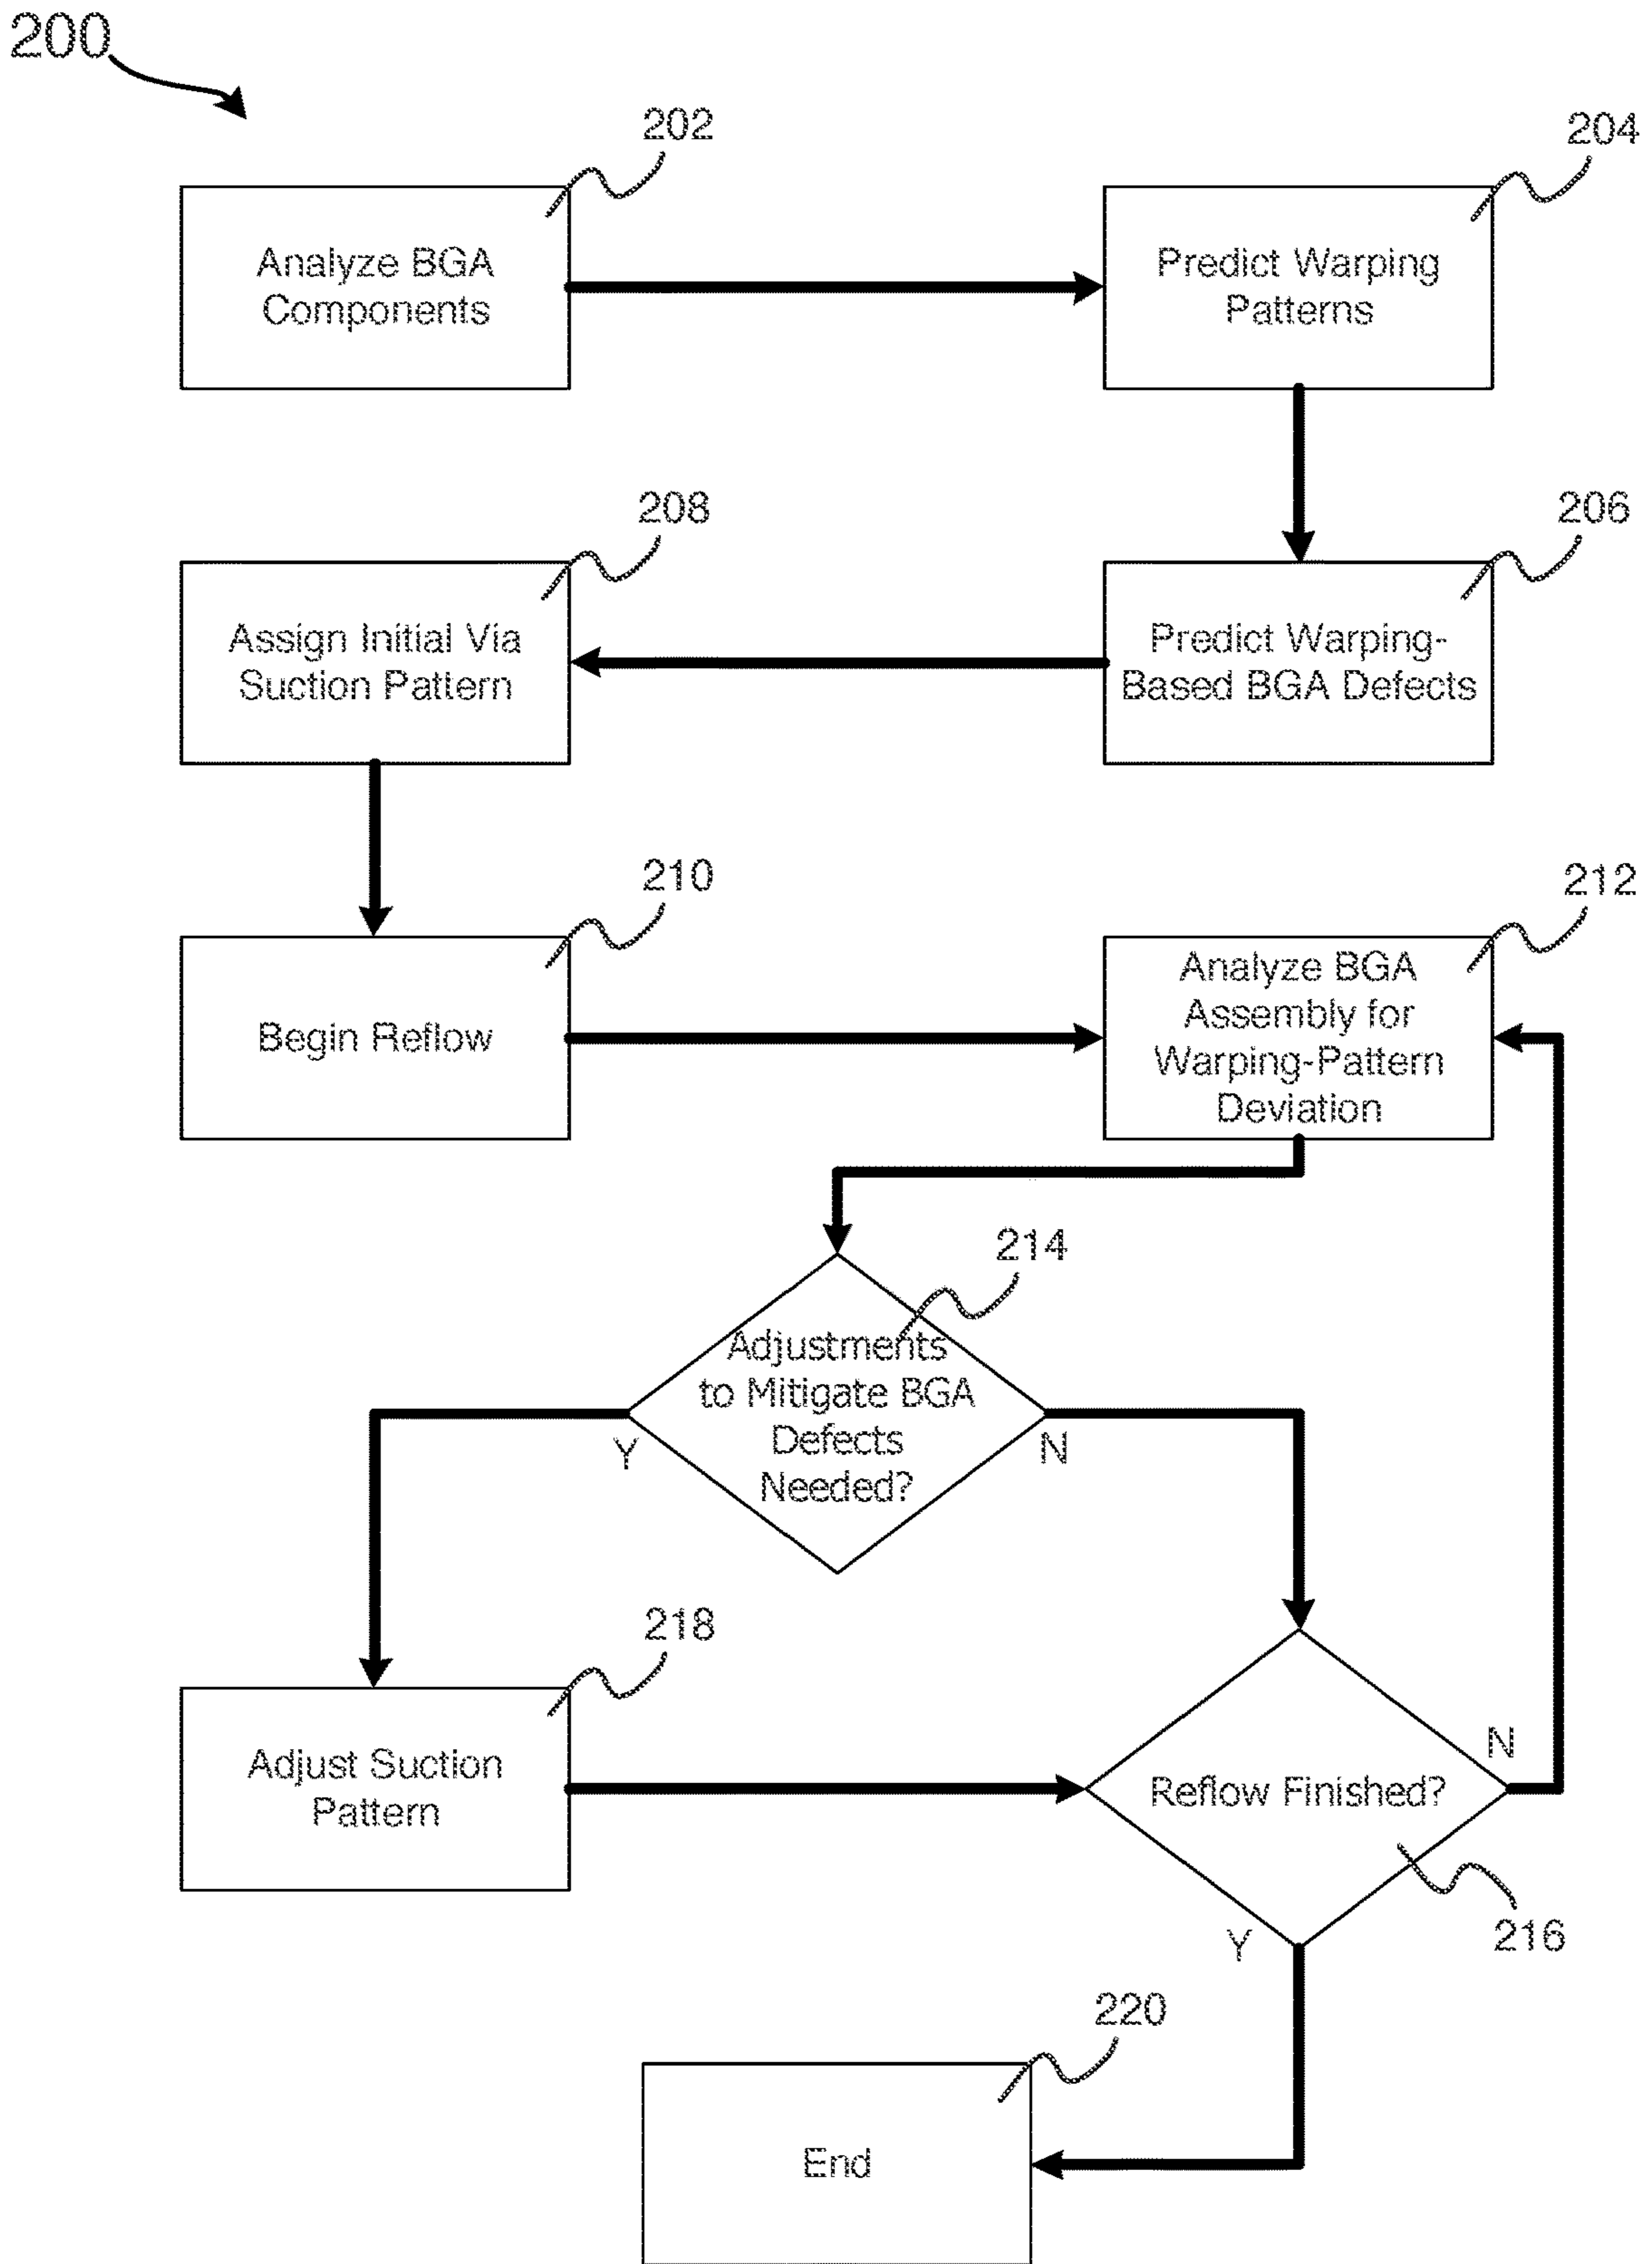 200
202
204
Analyze BGA
Components
Predict Warping
Patterns
208
206
Assign Initial Via
Suction Pattern
Predict Warping-
Based BGA Defects
210
212
Begin Reflow
Analyze BGA
Assembly for
Warping-Pattern
Deviation
214
Adjustments
to Mitigate BGA
Defects
Needed?
Y
N
218
Adjust Suction
Pattern
Reflow Finished?
N
216
Y
220
End